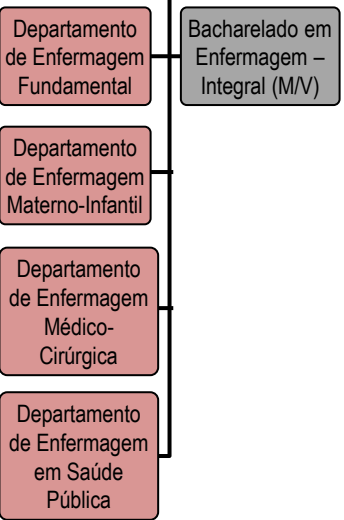 Departamento
de Enfermagem
Fundamental
Bacharelado em
Enfermagem –
Integral (M/V)
Departamento
de Enfermagem
Materno-Infantil
Departamento
de Enfermagem
Médico-
Cirúrgica
Departamento
de Enfermagem
em Saúde
Pública